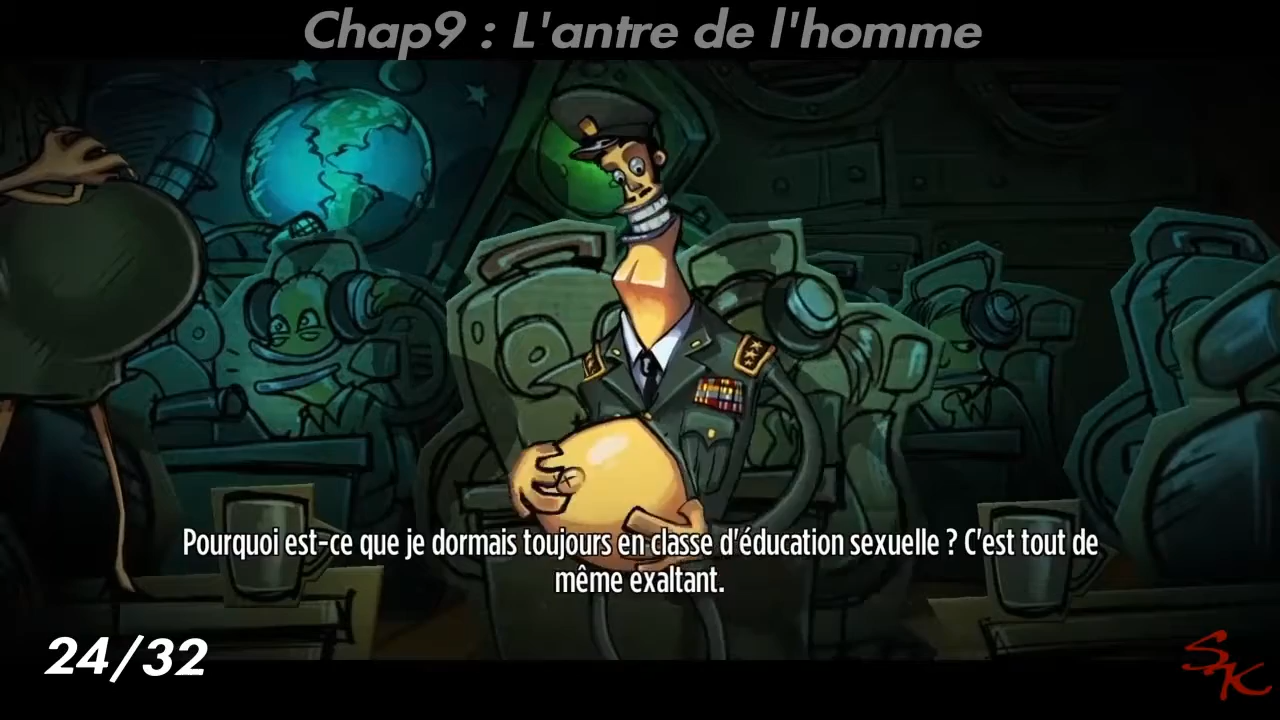 Chap9 : L'antre de l'homme
Pourquoi est-ce que je dormais toujours en classe d'éducation sexuelle ? C'est tout de
même exaltant.
24/32
SK